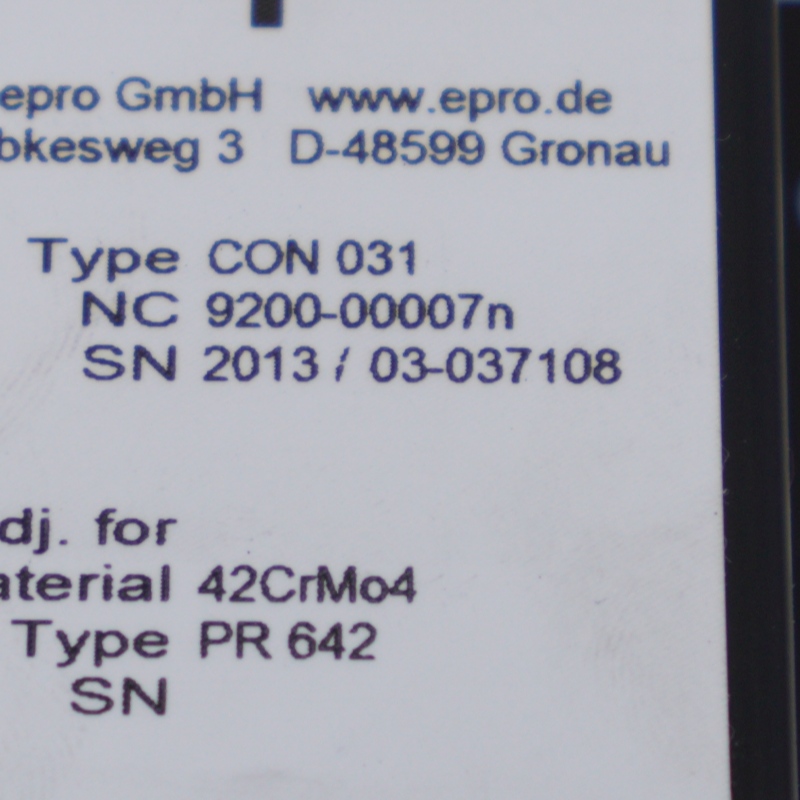 epro GmbH www.epro.de
bkesweg 3 D-48599 Gronau
Type CON 031
NC 9200-00007n
SN 2013 / 03-037108
dj. for
aterial 42CrMo4
Type PR 642
SN